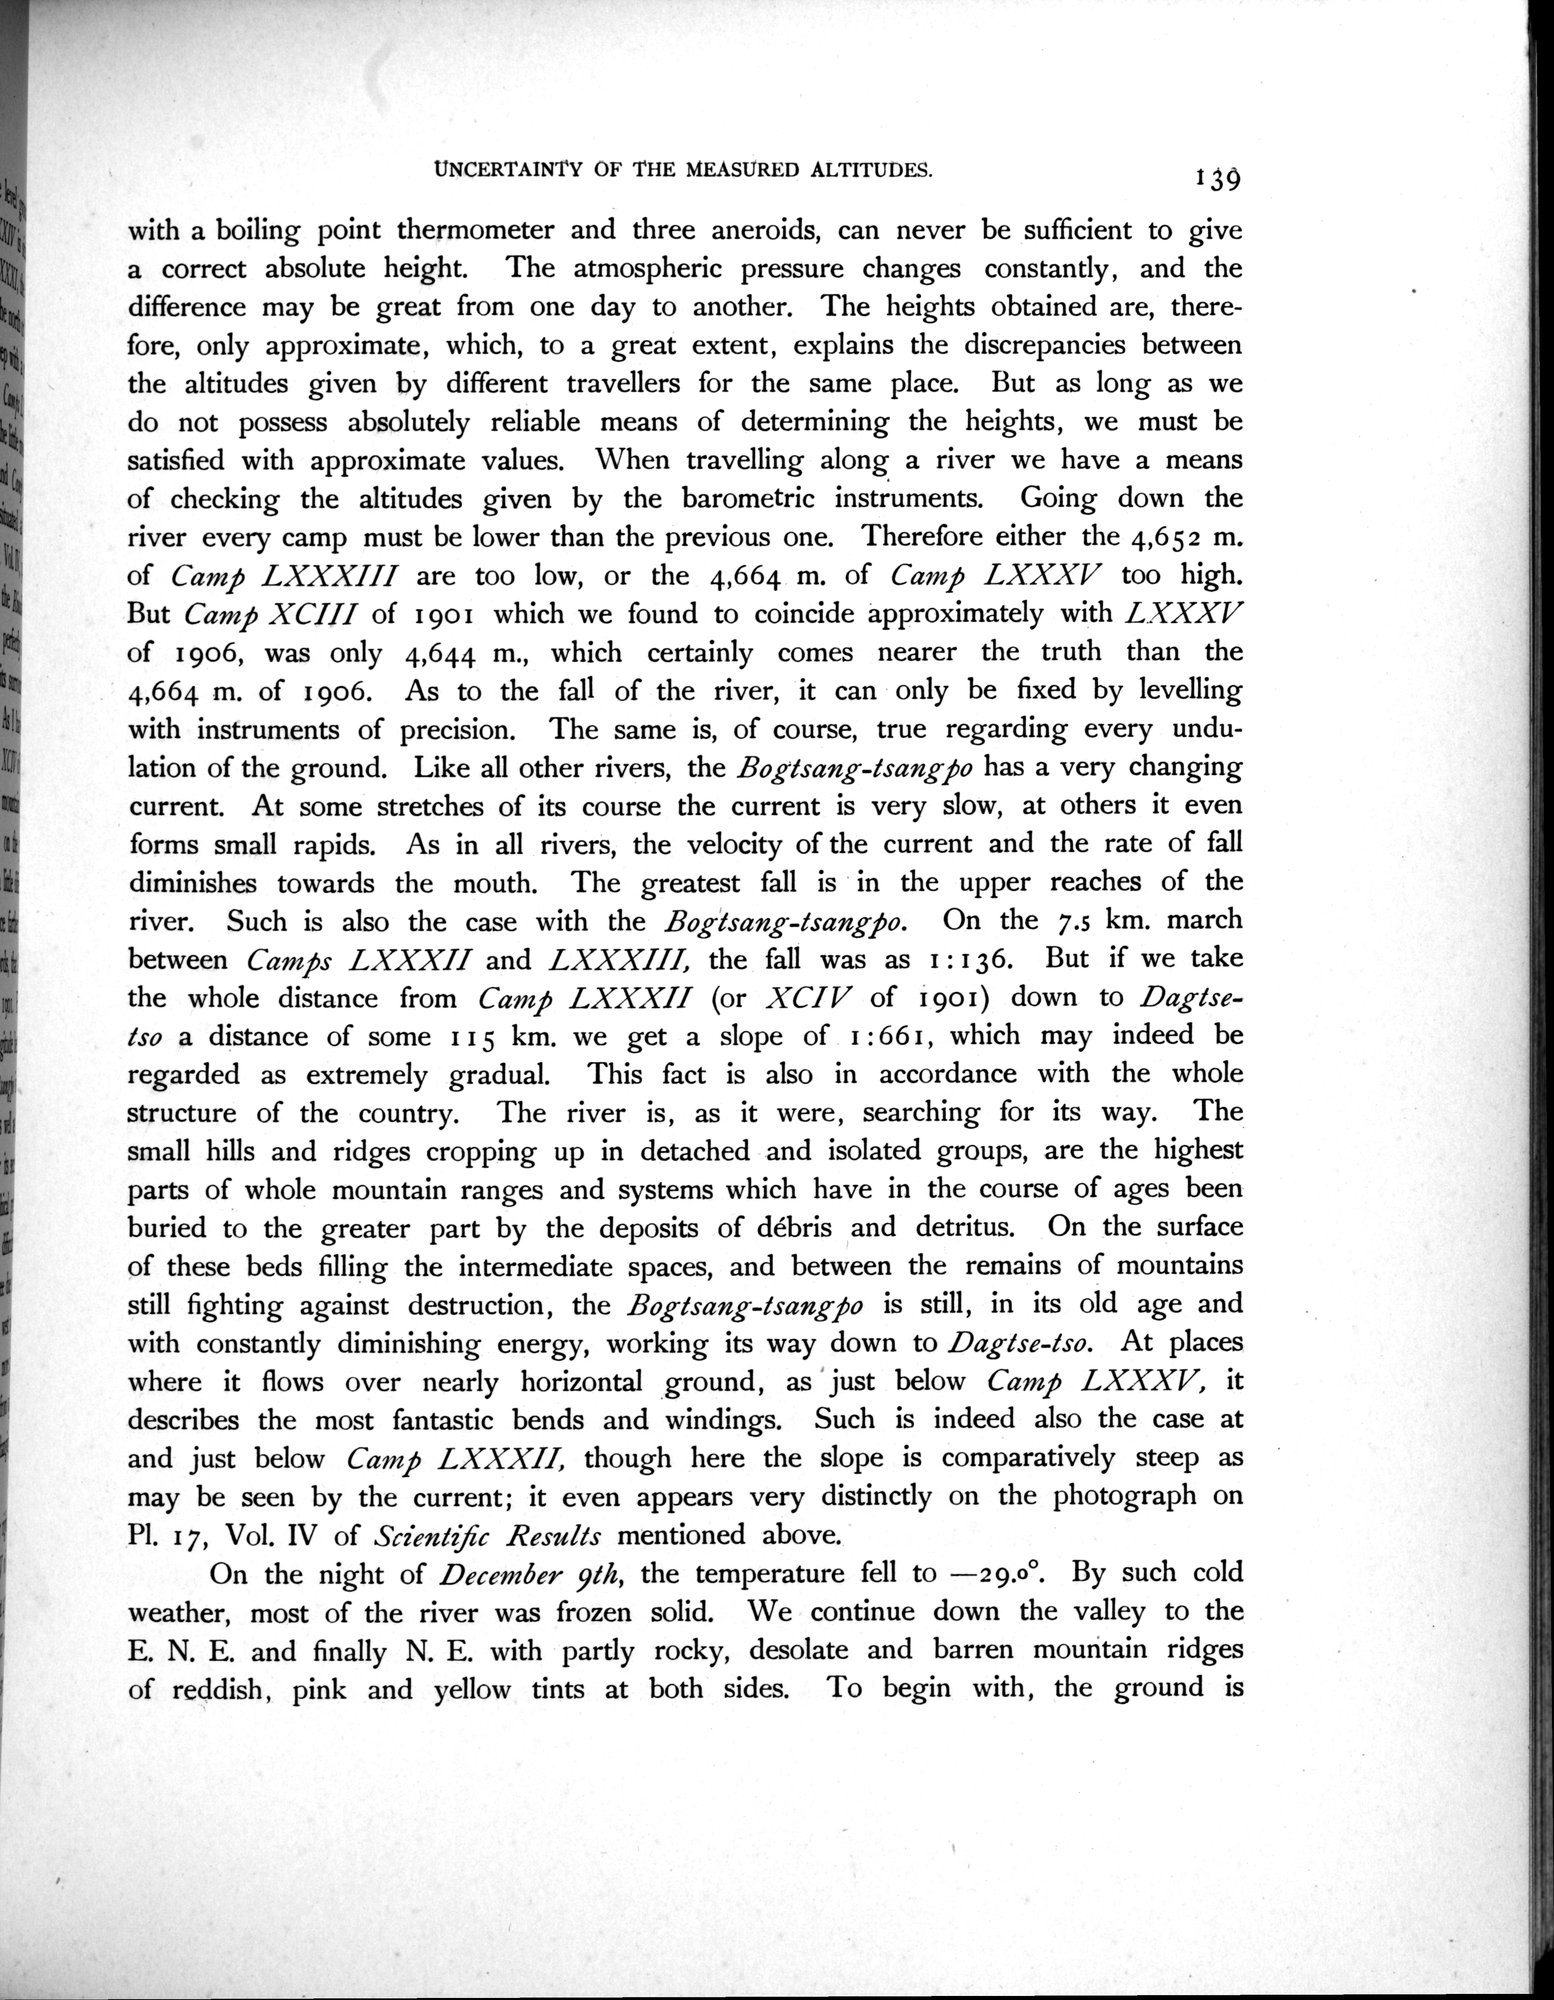 UNCERTAINTY OF THE MEASURED ALTITUDES.
139
with a boiling point thermometer and three aneroids, can never be sufficient to give
a correct absolute height. The atmospheric pressure changes constantly, and the
difference may be great from one day to another. The heights obtained are, there-
fore, only approximate, which, to a great extent, explains the discrepancies between
the altitudes given by different travellers for the same place. But as long as we
do not possess absolutely reliable means of determining the heights, we must be
satisfied with approximate values. When travelling along a river we have a means
of checking the altitudes given by the barometric instruments. Going down the
river every camp must be lower than the previous one. Therefore either the 4,652 m.
of Camp LXXXIII are too low, or the 4,664 m. of Camp LXXXV too high.
But Camp XCIII of 1901 which we found to coincide approximately with LXXXV
of 1906, was only 4,644 m., which certainly comes nearer the truth than the
4,664 m. of 1906. As to the fall of the river, it can only be fixed by levelling
with instruments of precision. The same is, of course, true regarding every undu-
lation of the ground. Like all other rivers, the Bogtsang-tsangpo has a very changing
current. At some stretches of its course the current is very slow, at others it even
forms small rapids. As in all rivers, the velocity of the current and the rate of fall
diminishes towards the mouth. The greatest fall is in the upper reaches of the
river. Such is also the case with the Bogtsang-tsangpo. On the 7.5 km. march
between Camps LXXXII and LXXXIII, the fall was as 1:136. But if we take
the whole distance from Camp LXXXII (or XCIV of 1901) down to Dagtse-
tso a distance of some 115 km. we get a slope of 1:661, which may indeed be
regarded as extremely gradual. This fact is also in accordance with the whole
structure of the country. The river is, as it were, searching for its way. The
small hills and ridges cropping up in detached and isolated groups, are the highest
parts of whole mountain ranges and systems which have in the course of ages been
buried to the greater part by the deposits of débris and detritus. On the surface
of these beds filling the intermediate spaces, and between the remains of mountains
still fighting against destruction, the Bogtsang-tsangpo is still, in its old age and
with constantly diminishing energy, working its way down to Dagtse-tso. At places
where it flows over nearly horizontal ground, as just below Camp LXXXV, it
describes the most fantastic bends and windings. Such is indeed also the case at
and just below Camp LXXXII, though here the slope is comparatively steep as
may be seen by the current; it even appears very distinctly on the photograph on
Pl. 17, Vol. IV of Scientific Results mentioned above.
On the night of December 9th, the temperature fell to —29.0°. By such cold
weather, most of the river was frozen solid. We continue down the valley to the
E. N. E. and finally N. E. with partly rocky, desolate and barren mountain ridges
of reddish, pink and yellow tints at both sides. To begin with, the ground is